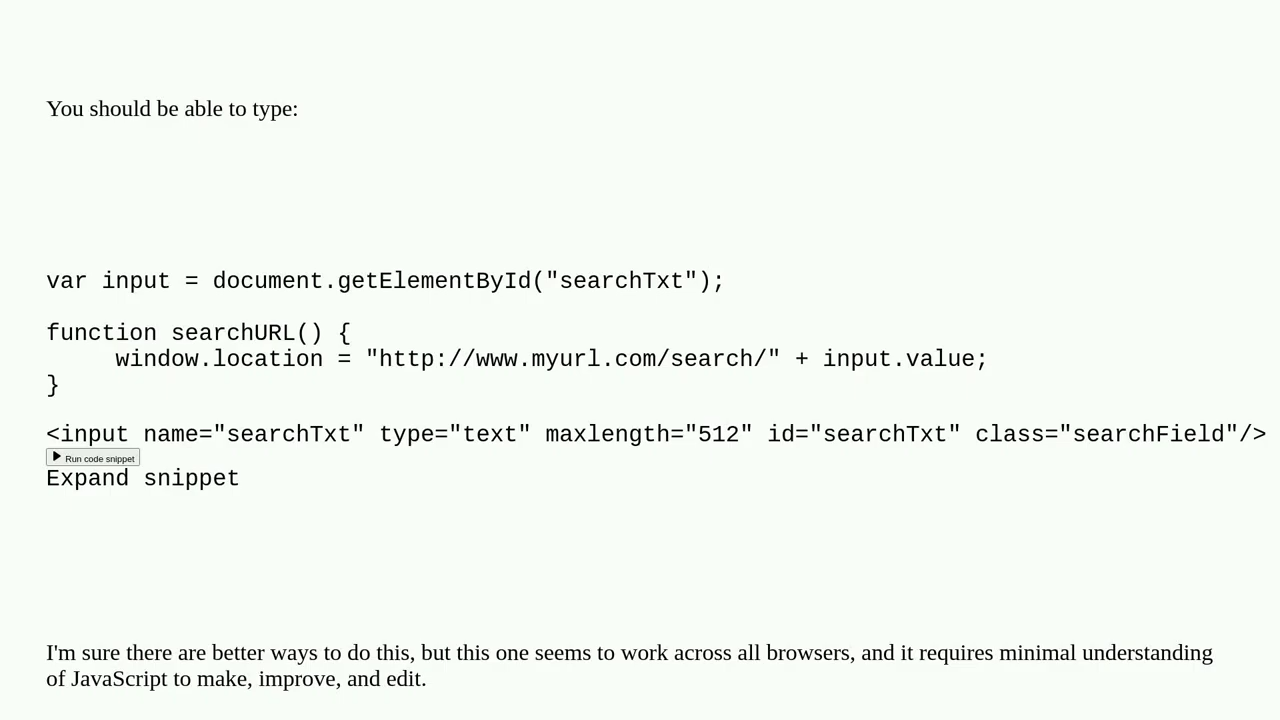 You should be able to type:
var input = document.getElementById("searchTxt");
function searchURL() {
     window.location = "http://www.myurl.com/search/" + input.value;
}
<input name="searchTxt" type="text" maxlength="512" id="searchTxt" class="searchField"/>
Run code snippet
Expand snippet
I'm sure there are better ways to do this, but this one seems to work across all browsers, and it requires minimal understanding
of JavaScript to make, improve, and edit.